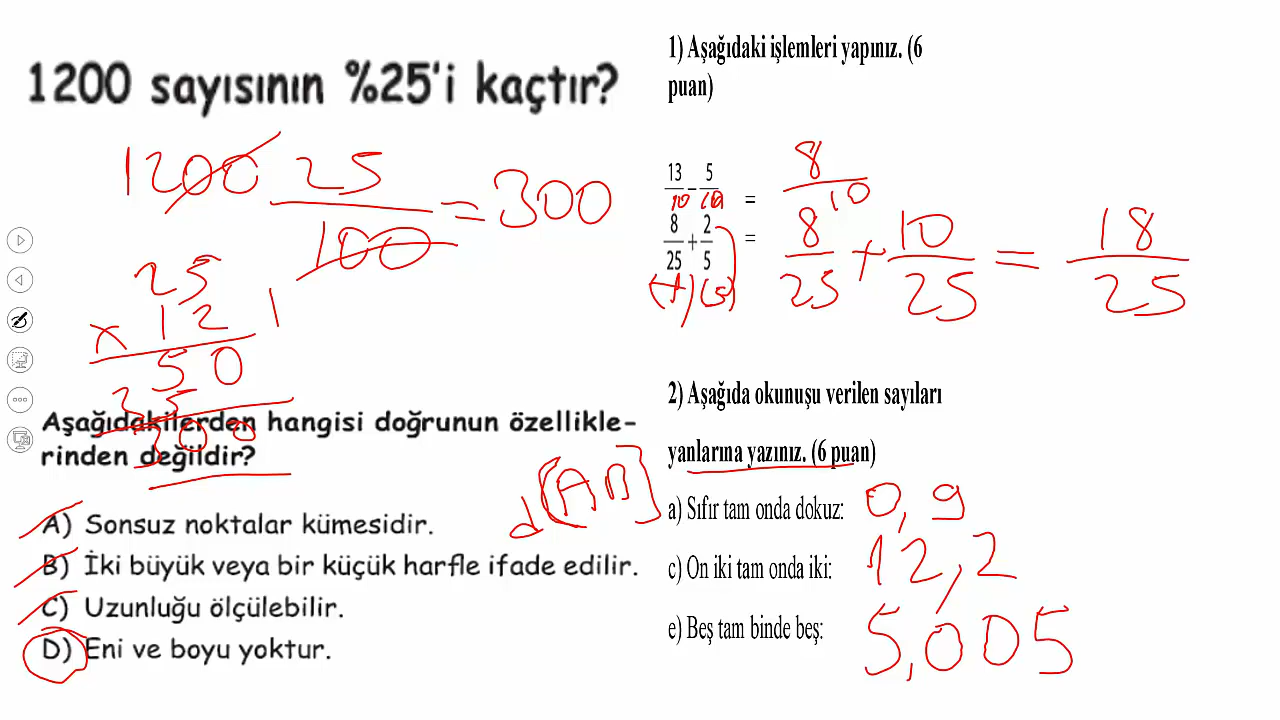 1200 sayısının %25'i kaçtır?
1200 25
100
= 300
25
x 12 1
50
300
Aşağıdakilerden hangisi doğrunun özellikle-
rinden değildir?
d [AB]
A) Sonsuz noktalar kümesidir.
B) İki büyük veya bir küçük harfle ifade edilir.
C) Uzunluğu ölçülebilir.
D) Eni ve boyu yoktur.
1) Aşağıdaki işlemleri yapınız. (6
puan)
13/10 − 5/10 = 8/10
8/25 + 2/5 = 8/25 + 10/25 = 18/25
(1) (5)
2) Aşağıda okunuşu verilen sayıları
yanlarına yazınız. (6 puan)
a) Sıfır tam onda dokuz: 0,9
c) On iki tam onda iki: 12,2
e) Beş tam binde beş: 5,005